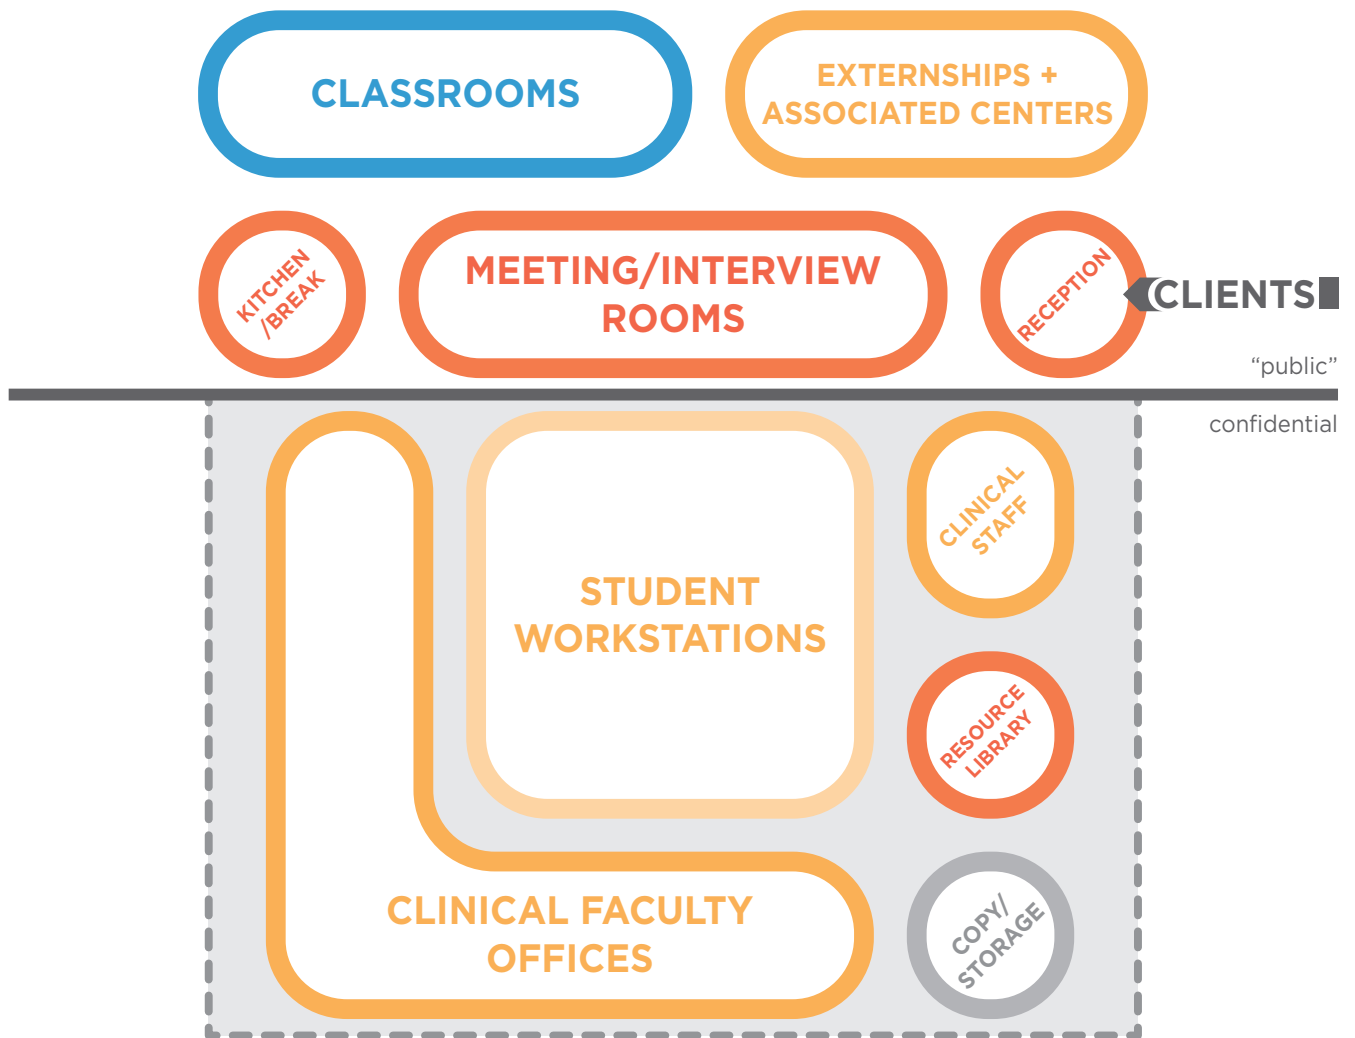 CLASSROOMS
EXTERNSHIPS +
ASSOCIATED CENTERS
KITCHEN
/BREAK
MEETING/INTERVIEW
ROOMS
RECEPTION
CLIENTS
“public”
confidential
CLINICAL
STAFF
STUDENT
WORKSTATIONS
RESOURCE
LIBRARY
CLINICAL FACULTY
OFFICES
COPY/
STORAGE